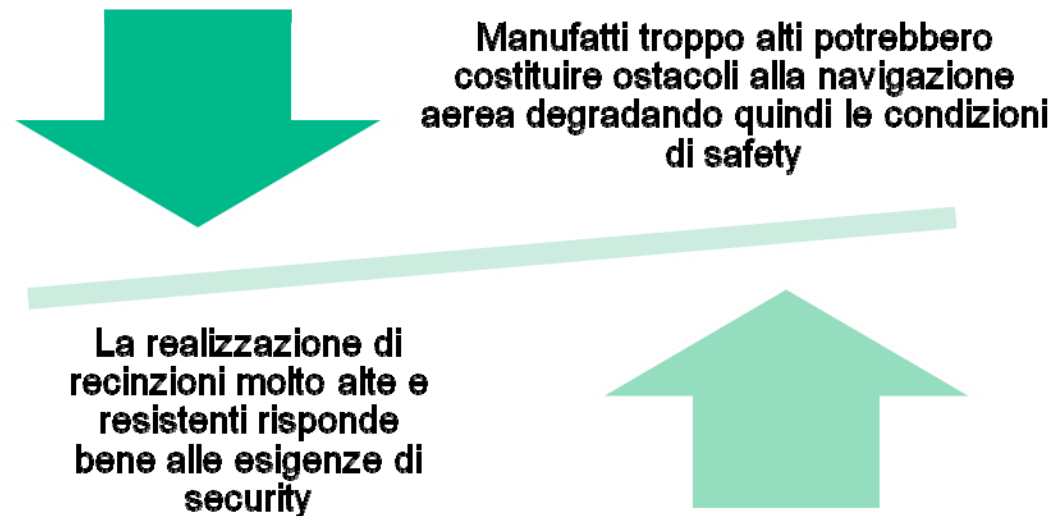 Manufatti troppo alti potrebbero
costituire ostacoli alla navigazione
aerea degradando quindi le condizioni
di safety
La realizzazione di
recinzioni molto alte e
resistenti risponde
bene alle esigenze di
security